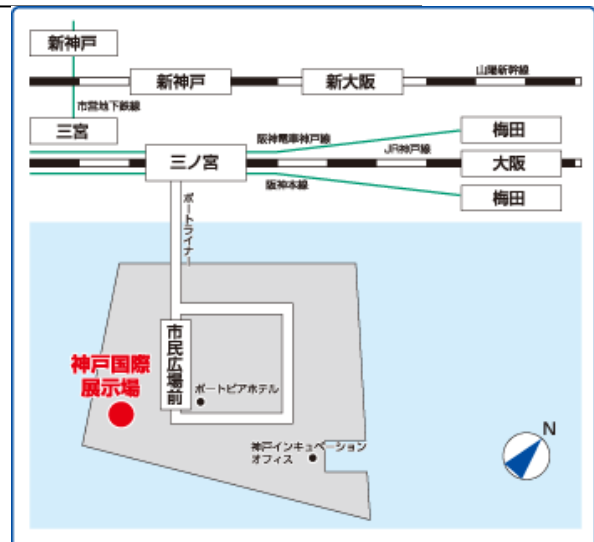 新神戸
新神戸
新大阪
山陽新幹線
市営地下鉄線
三宮
三ノ宮
阪神電車神戸線
JR神戸線
阪神本線
梅田
大阪
梅田
ポートライナー
市民広場前
神戸国際
展示場
ポートピアホテル
神戸インキュベーション
オフィス
N